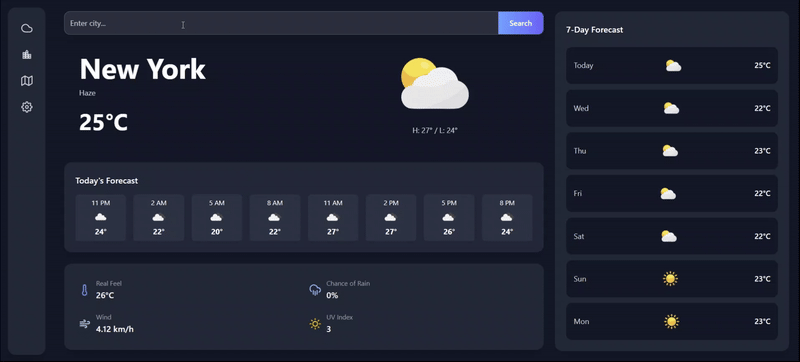 Enter city...
Search
New York
Haze
25°C
H: 27° / L: 24°
Today's Forecast
11 PM 2 AM 5 AM 8 AM 11 AM 2 PM 5 PM 8 PM
24° 22° 20° 22° 27° 27° 26° 24°
Real Feel
26°C
Chance of Rain
0%
Wind
4.12 km/h
UV Index
3
7-Day Forecast
Today 25°C
Wed 22°C
Thu 23°C
Fri 22°C
Sat 22°C
Sun 23°C
Mon 23°C